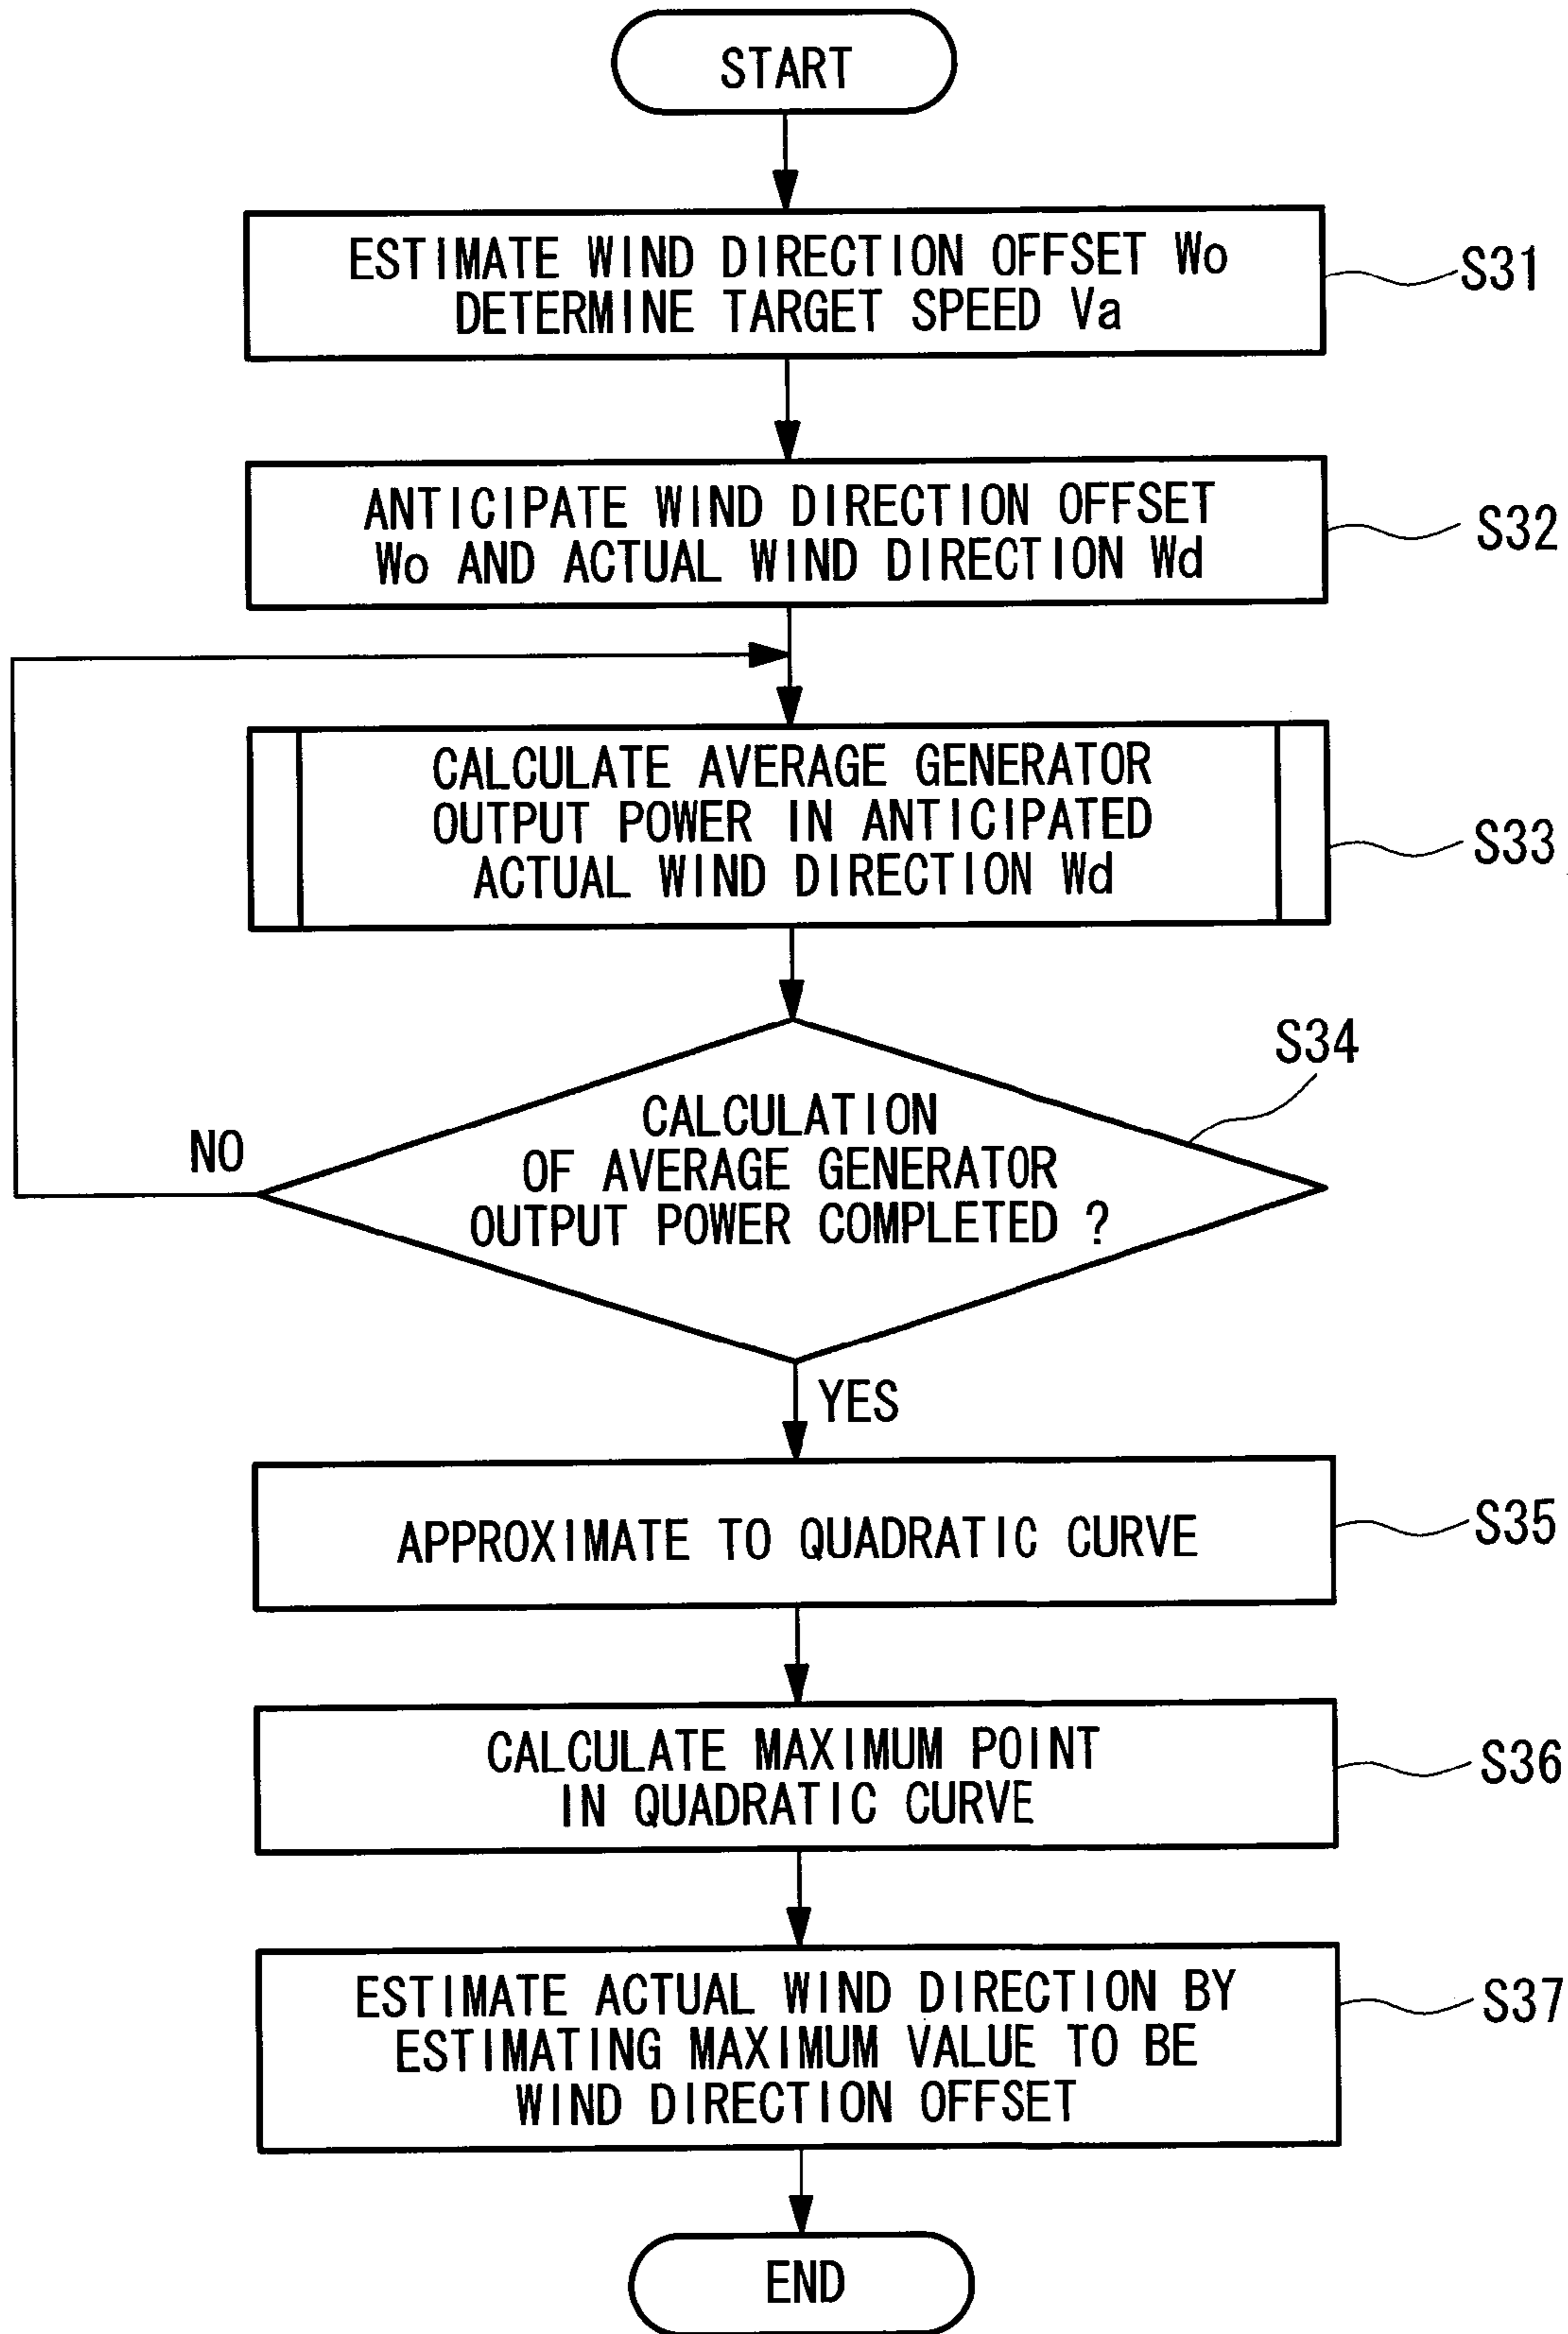 START
ESTIMATE WIND DIRECTION OFFSET Wo
DETERMINE TARGET SPEED Va
S31
ANTICIPATE WIND DIRECTION OFFSET
Wo AND ACTUAL WIND DIRECTION Wd
S32
CALCULATE AVERAGE GENERATOR
OUTPUT POWER IN ANTICIPATED
ACTUAL WIND DIRECTION Wd
S33
S34
CALCULATION
OF AVERAGE GENERATOR
OUTPUT POWER COMPLETED ?
NO
YES
APPROXIMATE TO QUADRATIC CURVE
S35
CALCULATE MAXIMUM POINT
IN QUADRATIC CURVE
S36
ESTIMATE ACTUAL WIND DIRECTION BY
ESTIMATING MAXIMUM VALUE TO BE
WIND DIRECTION OFFSET
S37
END